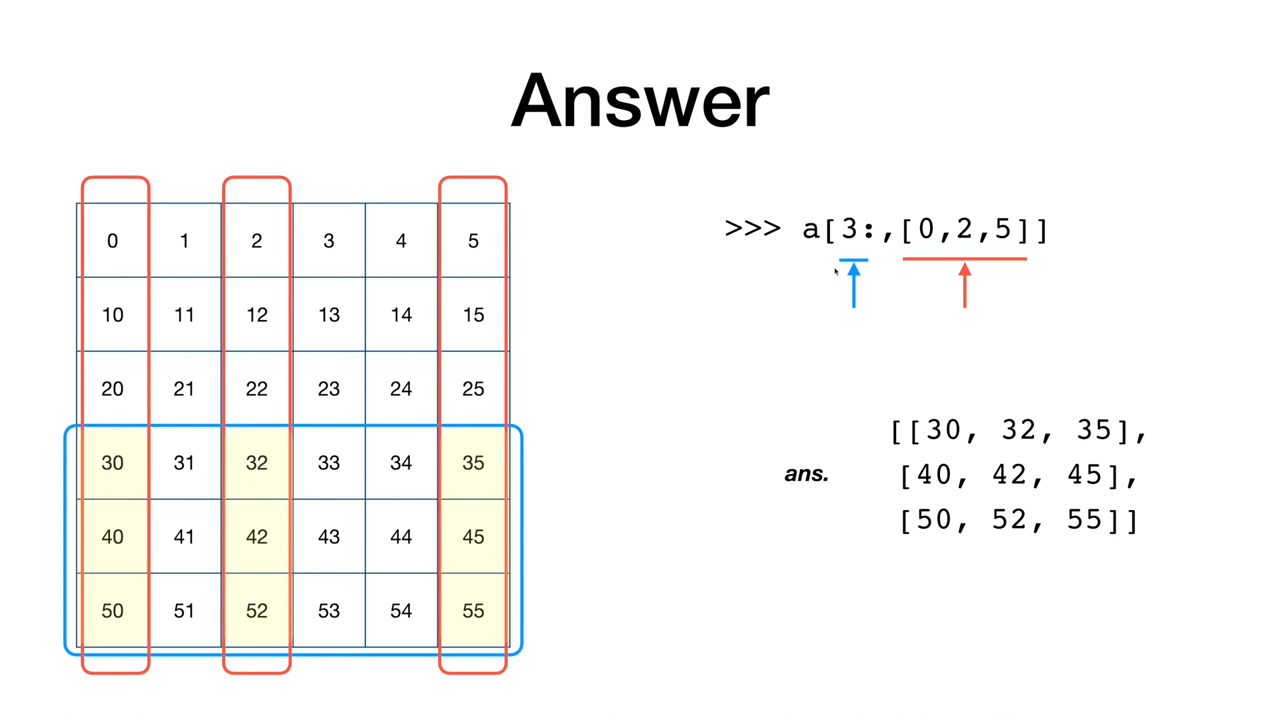 Answer
0 1 2 3 4 5
10 11 12 13 14 15
20 21 22 23 24 25
30 31 32 33 34 35
40 41 42 43 44 45
50 51 52 53 54 55
>>> a[3:,[0,2,5]]
[[30, 32, 35],
ans. [40, 42, 45],
[50, 52, 55]]